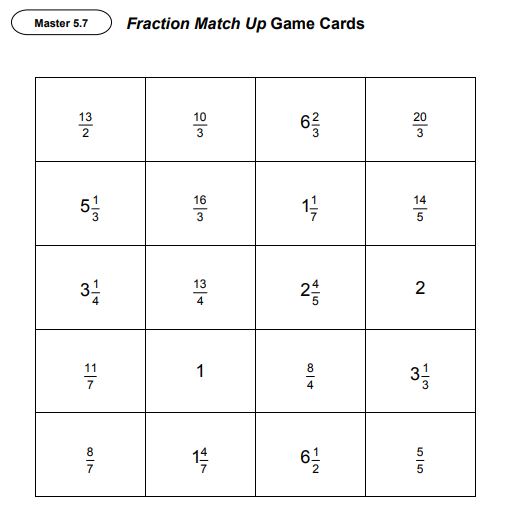 Master 5.7 Fraction Match Up Game Cards
13/2 10/3 6 2/3 20/3
5 1/3 16/3 1 1/7 14/5
3 1/4 13/4 2 4/5 2
11/7 1 8/4 3 1/3
8/7 1 4/7 6 1/2 5/5